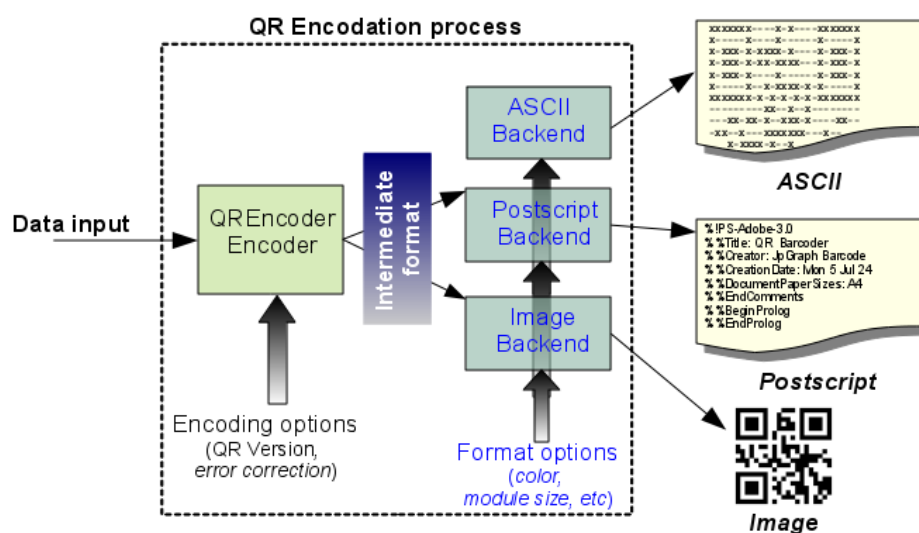 QR Encodation process
Data input
QREncoder
Encoder
Encoding options
(QR Version,
error correction)
Intermediate
format
ASCII
Backend
Postscript
Backend
Image
Backend
Format options
(color,
module size, etc)
ASCII
%!PS-Adobe-3.0
%%Title: QR Barcoder
%%Creator: JpGraph Barcode
%%CreationDate: Mon 5 Jul 24
%%DocumentPaperSizes: A4
%%EndComments
%%BeginProlog
%%EndProlog
Postscript
Image